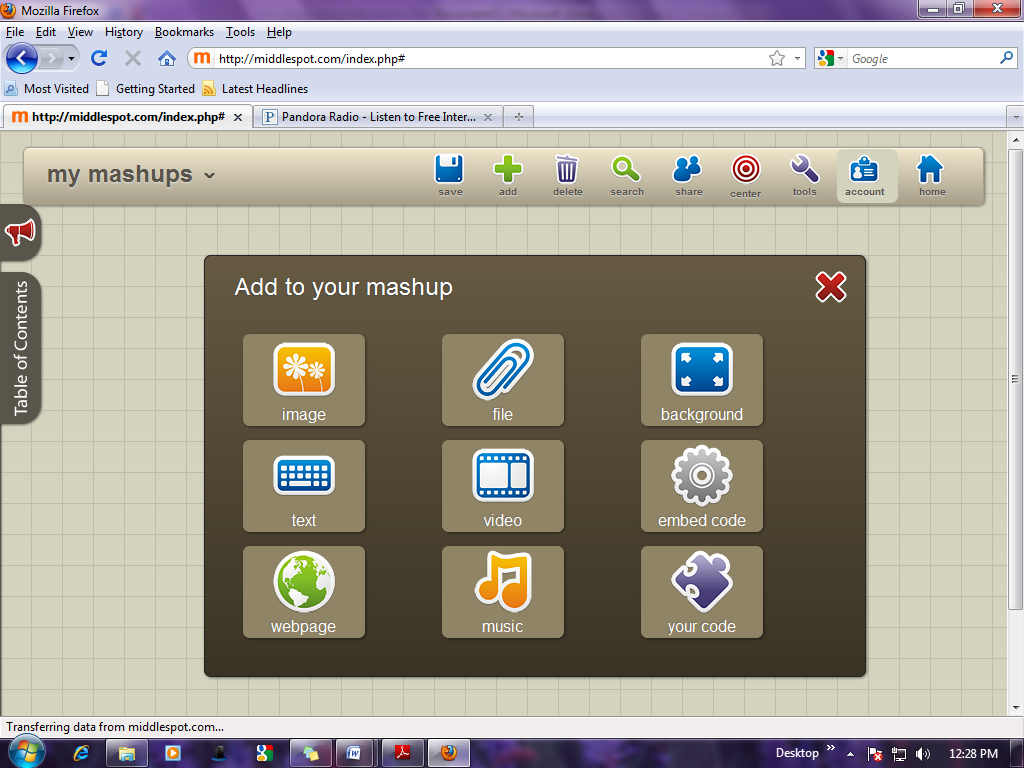 Mozilla Firefox
File Edit View History Bookmarks Tools Help
http://middlespot.com/index.php#
Google
Most Visited Getting Started Latest Headlines
http://middlespot.com/index.php#
Pandora Radio - Listen to Free Inter...
my mashups
save add delete search share center tools account home
Table of Contents
Add to your mashup
image file background
text video embed code
webpage music your code
Transferring data from middlespot.com...
Desktop 12:28 PM